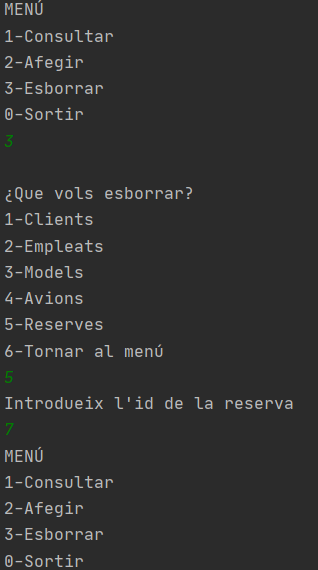 MENÚ
1-Consultar
2-Afegir
3-Esborrar
0-Sortir
3
¿Que vols esborrar?
1-Clients
2-Empleats
3-Models
4-Avions
5-Reserves
6-Tornar al menú
5
Introdueix l'id de la reserva
7
MENÚ
1-Consultar
2-Afegir
3-Esborrar
0-Sortir